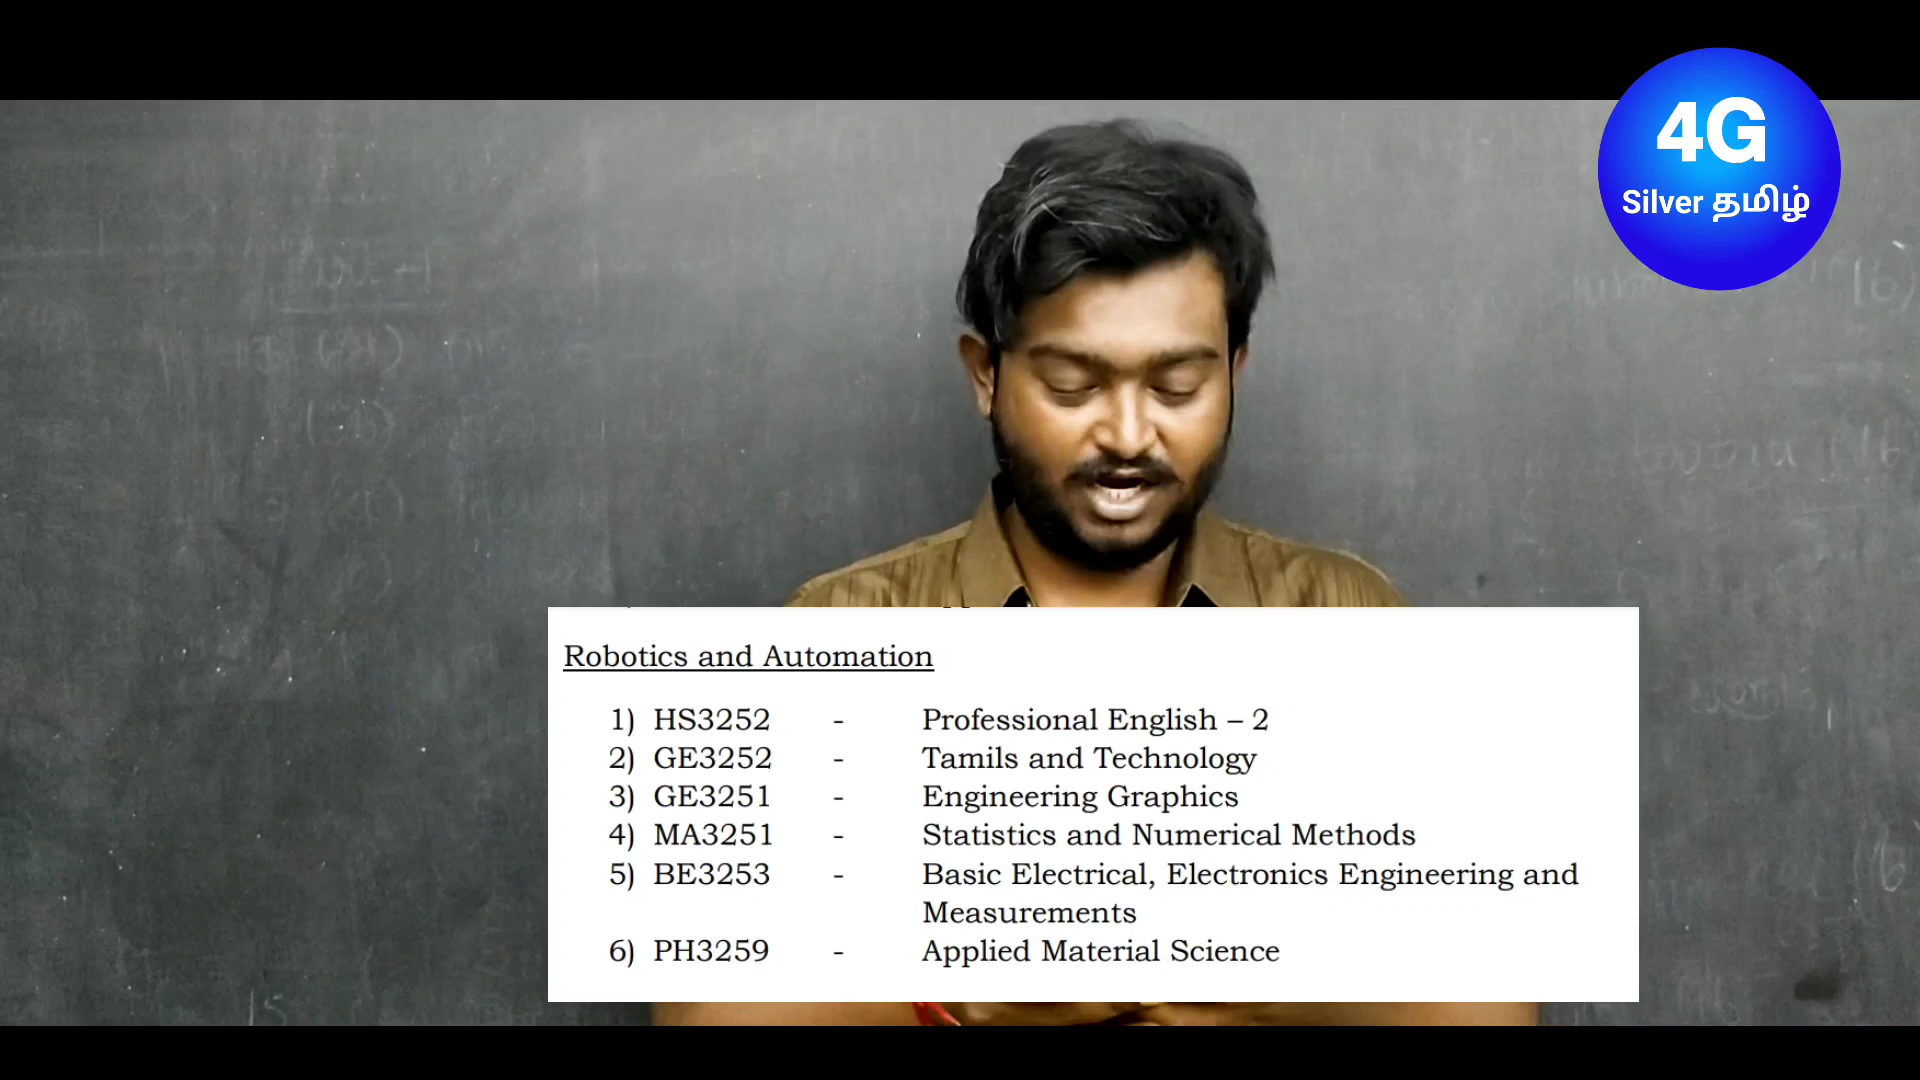 4G
Silver தமிழ்
Robotics and Automation
1) HS3252 - Professional English – 2
2) GE3252 - Tamils and Technology
3) GE3251 - Engineering Graphics
4) MA3251 - Statistics and Numerical Methods
5) BE3253 - Basic Electrical, Electronics Engineering and
Measurements
6) PH3259 - Applied Material Science